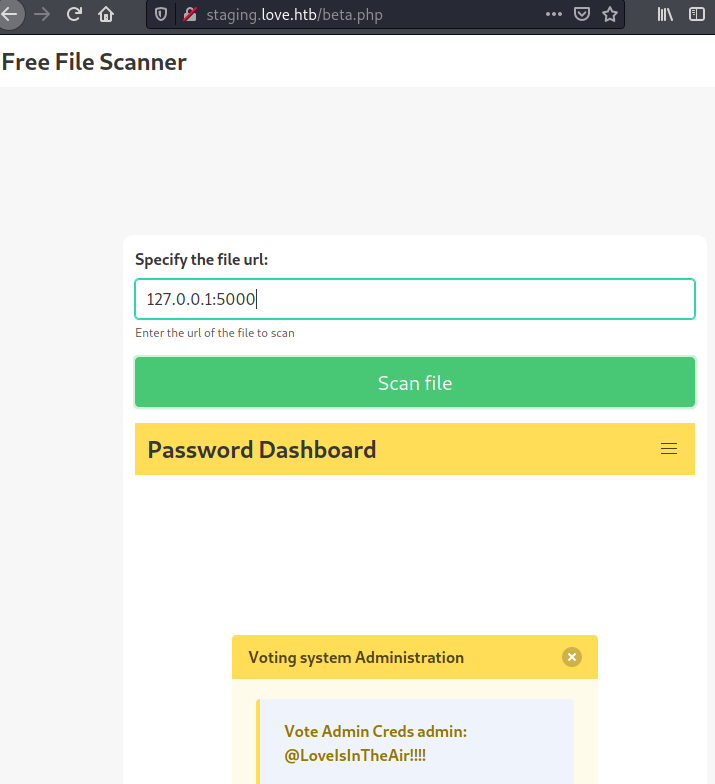 staging.love.htb/beta.php
Free File Scanner
Specify the file url:
127.0.0.1:5000
Enter the url of the file to scan
Scan file
Password Dashboard
Voting system Administration
Vote Admin Creds admin:
@LoveIsInTheAir!!!!